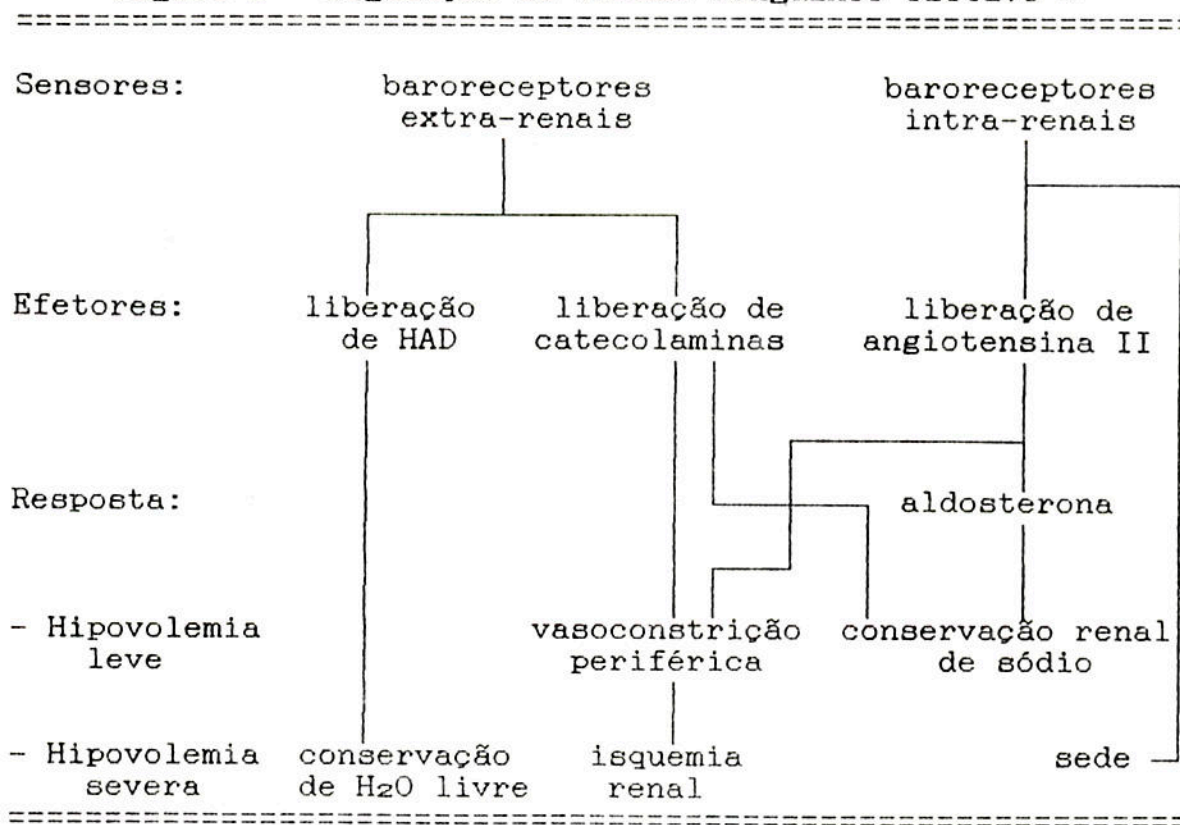 ============================================================
Sensores: baroreceptores baroreceptores
extra-renais intra-renais
Efetores: liberação liberação de liberação de
de HAD catecolaminas angiotensina II
Resposta: aldosterona
- Hipovolemia vasoconstrição conservação renal
leve periférica de sódio
- Hipovolemia conservação isquemia sede
severa de H2O livre renal
============================================================